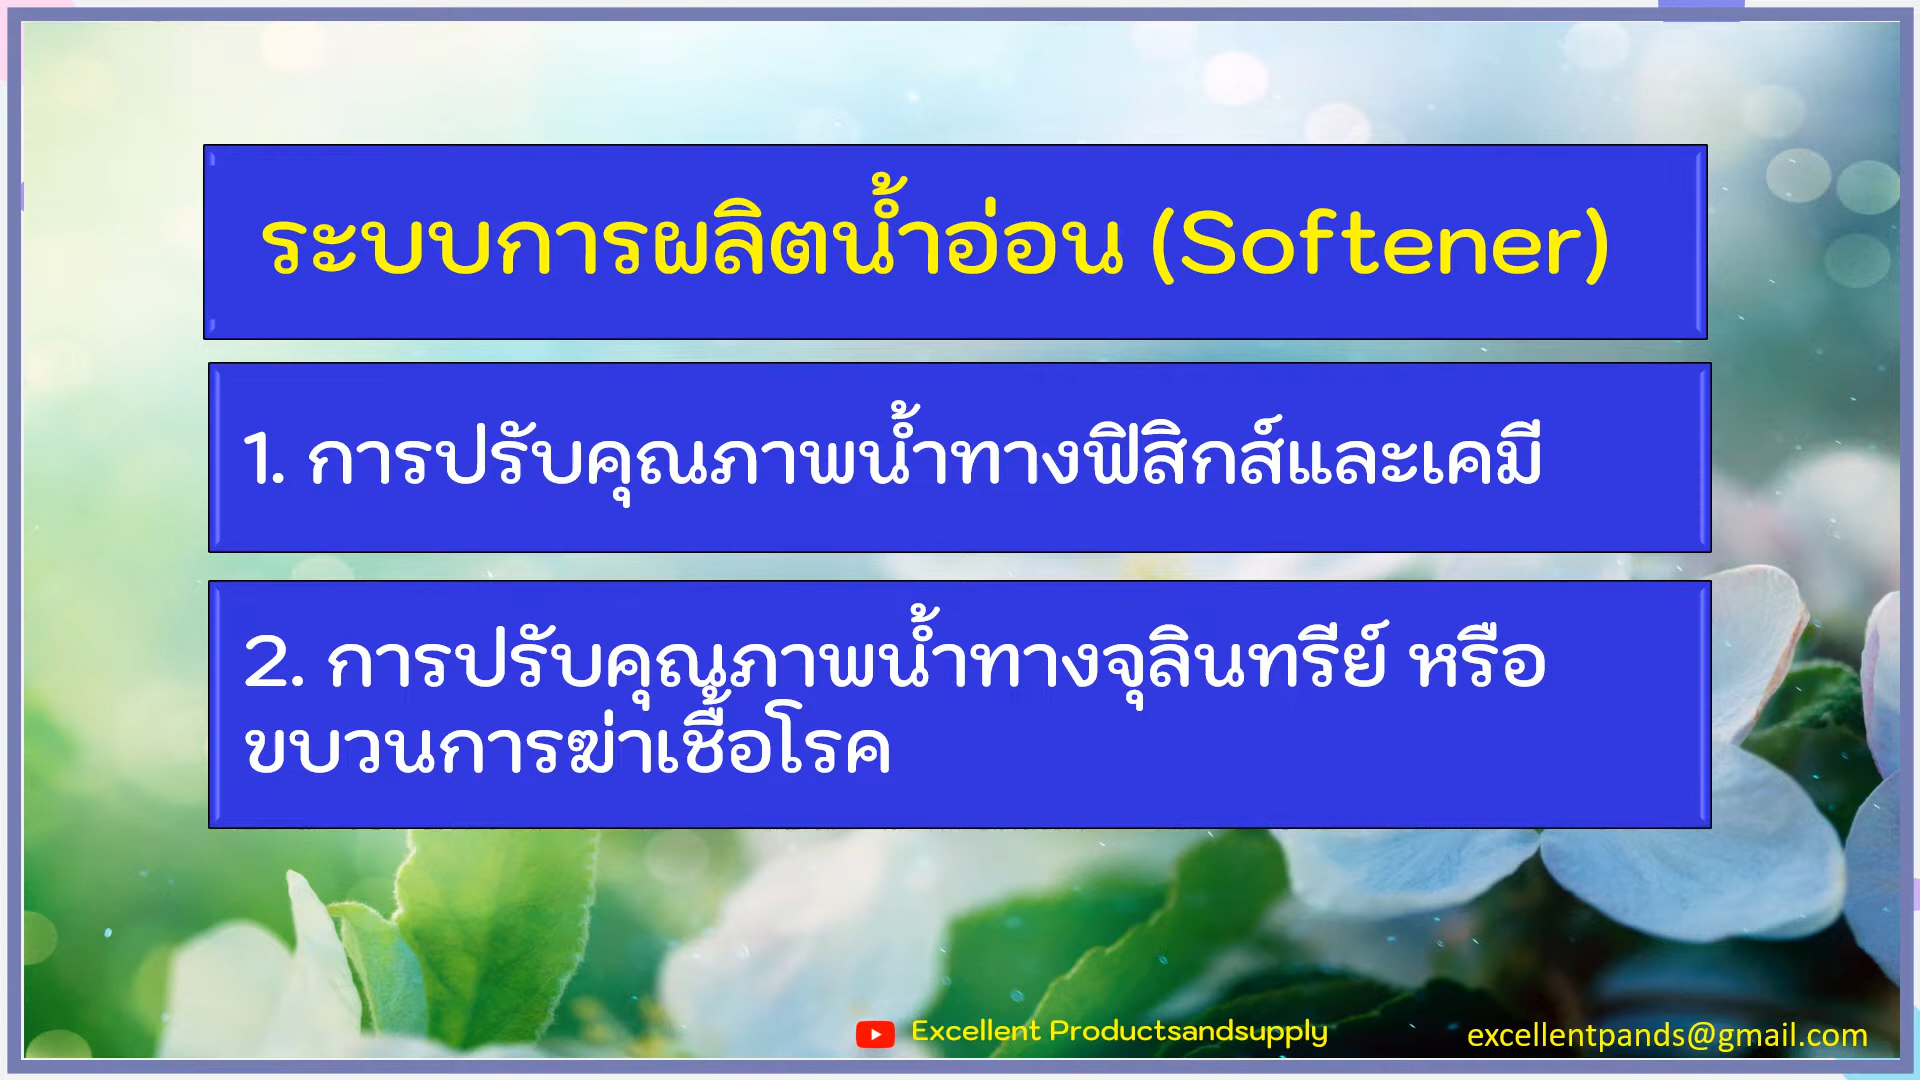 ระบบการผลิตน้ำอ่อน (Softener)
1. การปรับคุณภาพน้ำทางฟิสิกส์และเคมี
2. การปรับคุณภาพน้ำทางจุลินทรีย์ หรือ
ขบวนการฆ่าเชื้อโรค
Excellent Productsandsupply
excellentpands@gmail.com